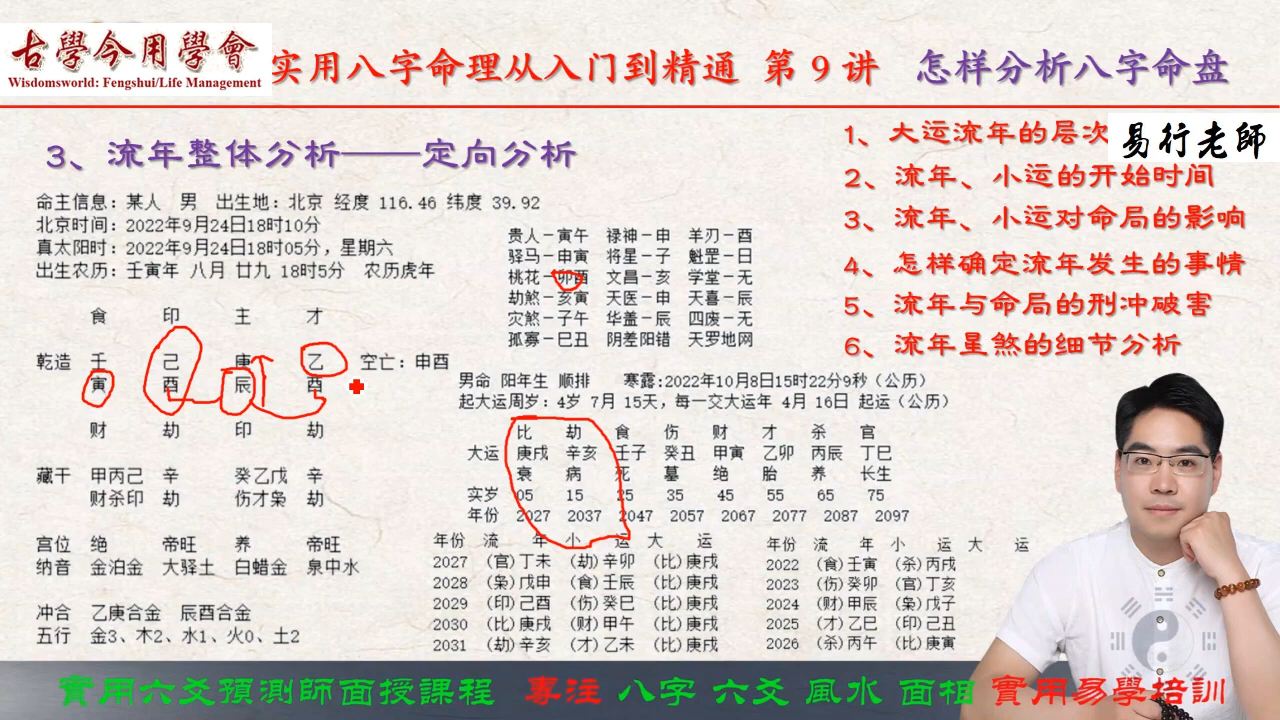 古學今用學會
Wisdomsworld: Fengshui/Life Management
实用八字命理从入门到精通 第 9 讲 怎样分析八字命盘
易行老師
3、流年整体分析——定向分析
1、大运流年的层次
2、流年、小运的开始时间
3、流年、小运对命局的影响
4、怎样确定流年发生的事情
5、流年与命局的刑冲破害
6、流年星煞的细节分析
命主信息：某人 男 出生地：北京 经度 116.46 纬度 39.92
北京时间：2022年9月24日18时10分
真太阳时：2022年9月24日18时05分，星期六
出生农历：壬寅年 八月 廿九 18时5分 农历虎年
贵人－寅午 禄神－申 羊刃－酉
驿马－申寅 将星－子 魁罡－日
桃花－卯酉 文昌－亥 学堂－无
劫煞－亥寅 天医－申 天喜－辰
灾煞－子午 华盖－辰 四废－无
孤寡－巳丑 阴差阳错 天罗地网
食 印 主 才
乾造 壬 己 庚 乙 空亡：申酉
寅 酉 辰 酉
财 劫 印 劫
藏干 甲丙己 辛 癸乙戊 辛
财杀印 劫 伤才枭 劫
宫位 绝 帝旺 养 帝旺
纳音 金泊金 大驿土 白蜡金 泉中水
冲合 乙庚合金 辰酉合金
五行 金3、木2、水1、火0、土2
男命 阳年生 顺排 寒露:2022年10月8日15时22分9秒（公历）
起大运周岁：4岁 7月 15天，每一交大运年 4月 16日 起运（公历）
比 劫 食 伤 财 才 杀 官
大运 庚戌 辛亥 壬子 癸丑 甲寅 乙卯 丙辰 丁巳
衰 病 死 墓 绝 胎 养 长生
实岁 05 15 25 35 45 55 65 75
年份 2027 2037 2047 2057 2067 2077 2087 2097
年份 流 年 小 运 大 运
2027 (官)丁未 (劫)辛卯 (比)庚戌
2028 (枭)戊申 (食)壬辰 (比)庚戌
2029 (印)己酉 (伤)癸巳 (比)庚戌
2030 (比)庚戌 (财)甲午 (比)庚戌
2031 (劫)辛亥 (才)乙未 (比)庚戌
年份 流 年 小 运 大 运
2022 (食)壬寅 (杀)丙戌
2023 (伤)癸卯 (官)丁亥
2024 (财)甲辰 (枭)戊子
2025 (才)乙巳 (印)己丑
2026 (杀)丙午 (比)庚寅
實用六爻預測師面授課程 專注 八字 六爻 風水 面相 實用易學培訓